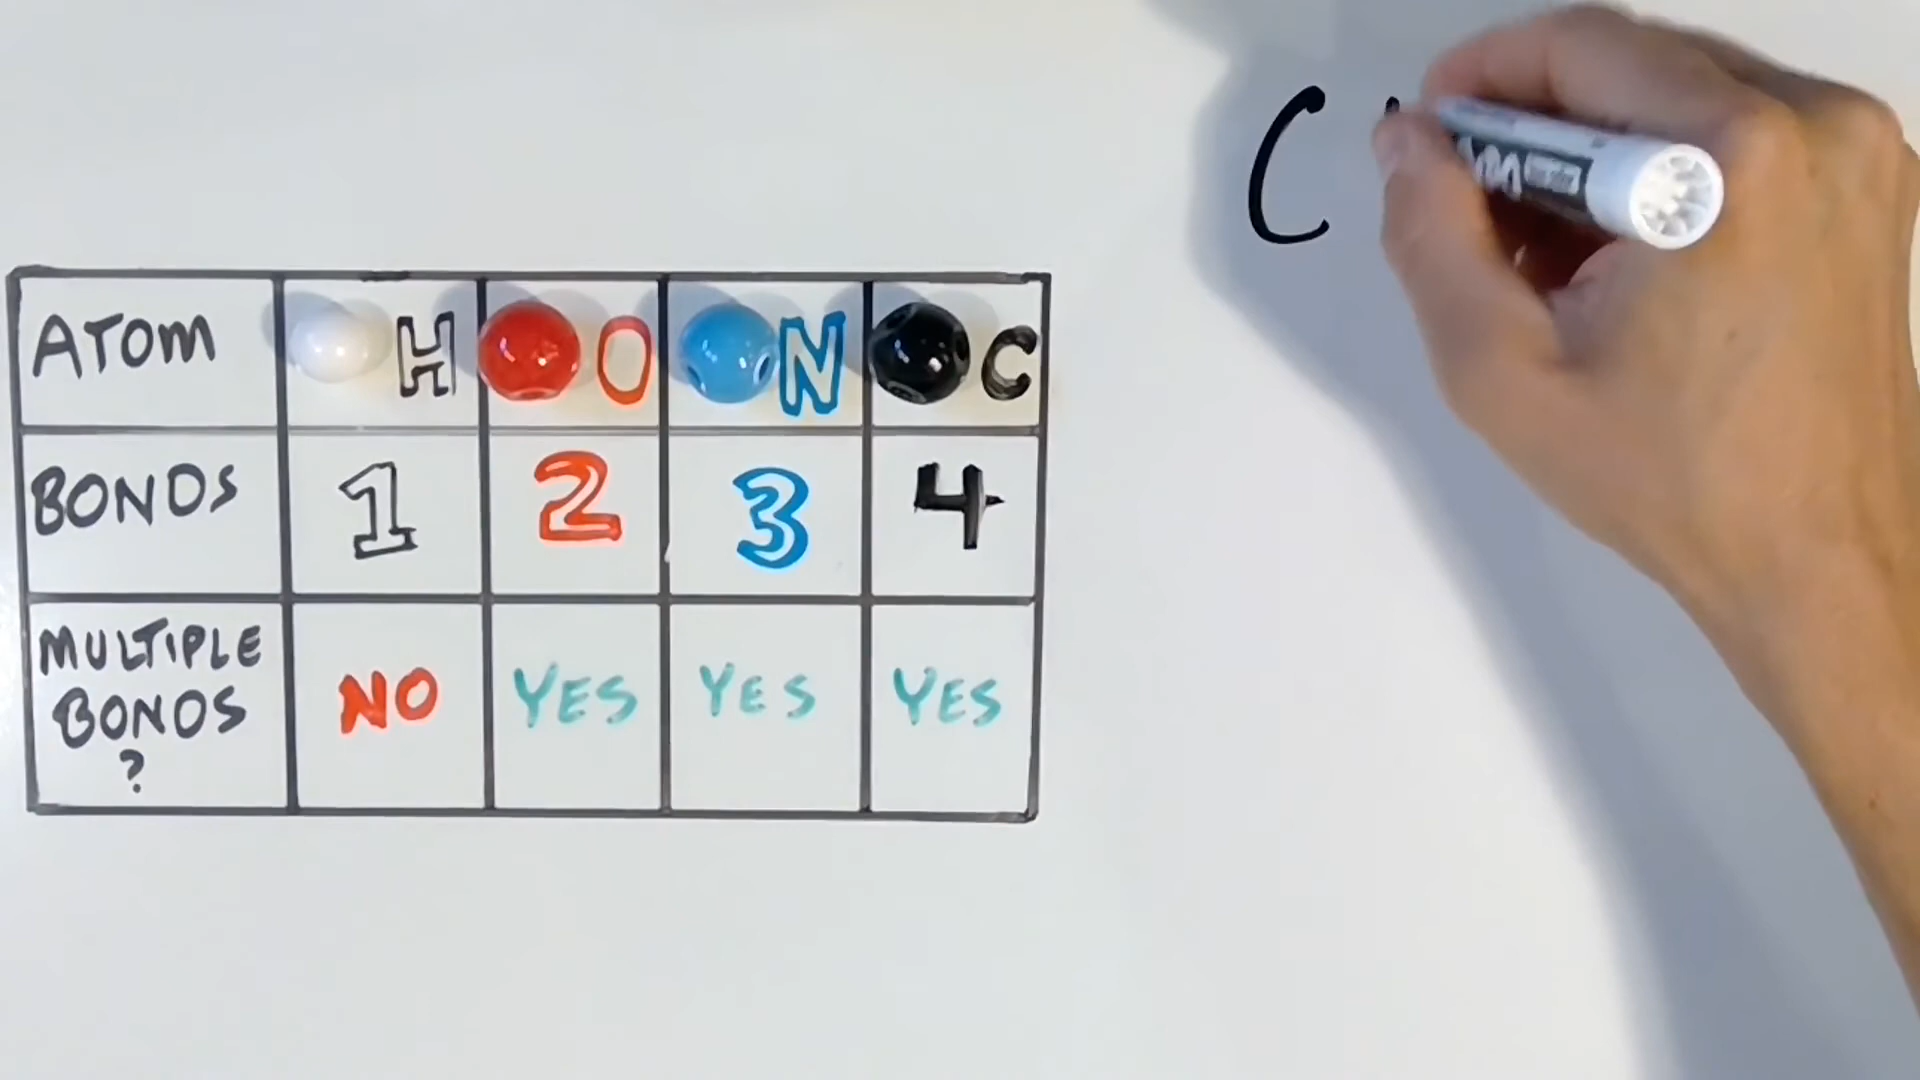 C
ATOM H O N C
BONDS 1 2 3 4
MULTIPLE
BONDS
?
NO YES YES YES